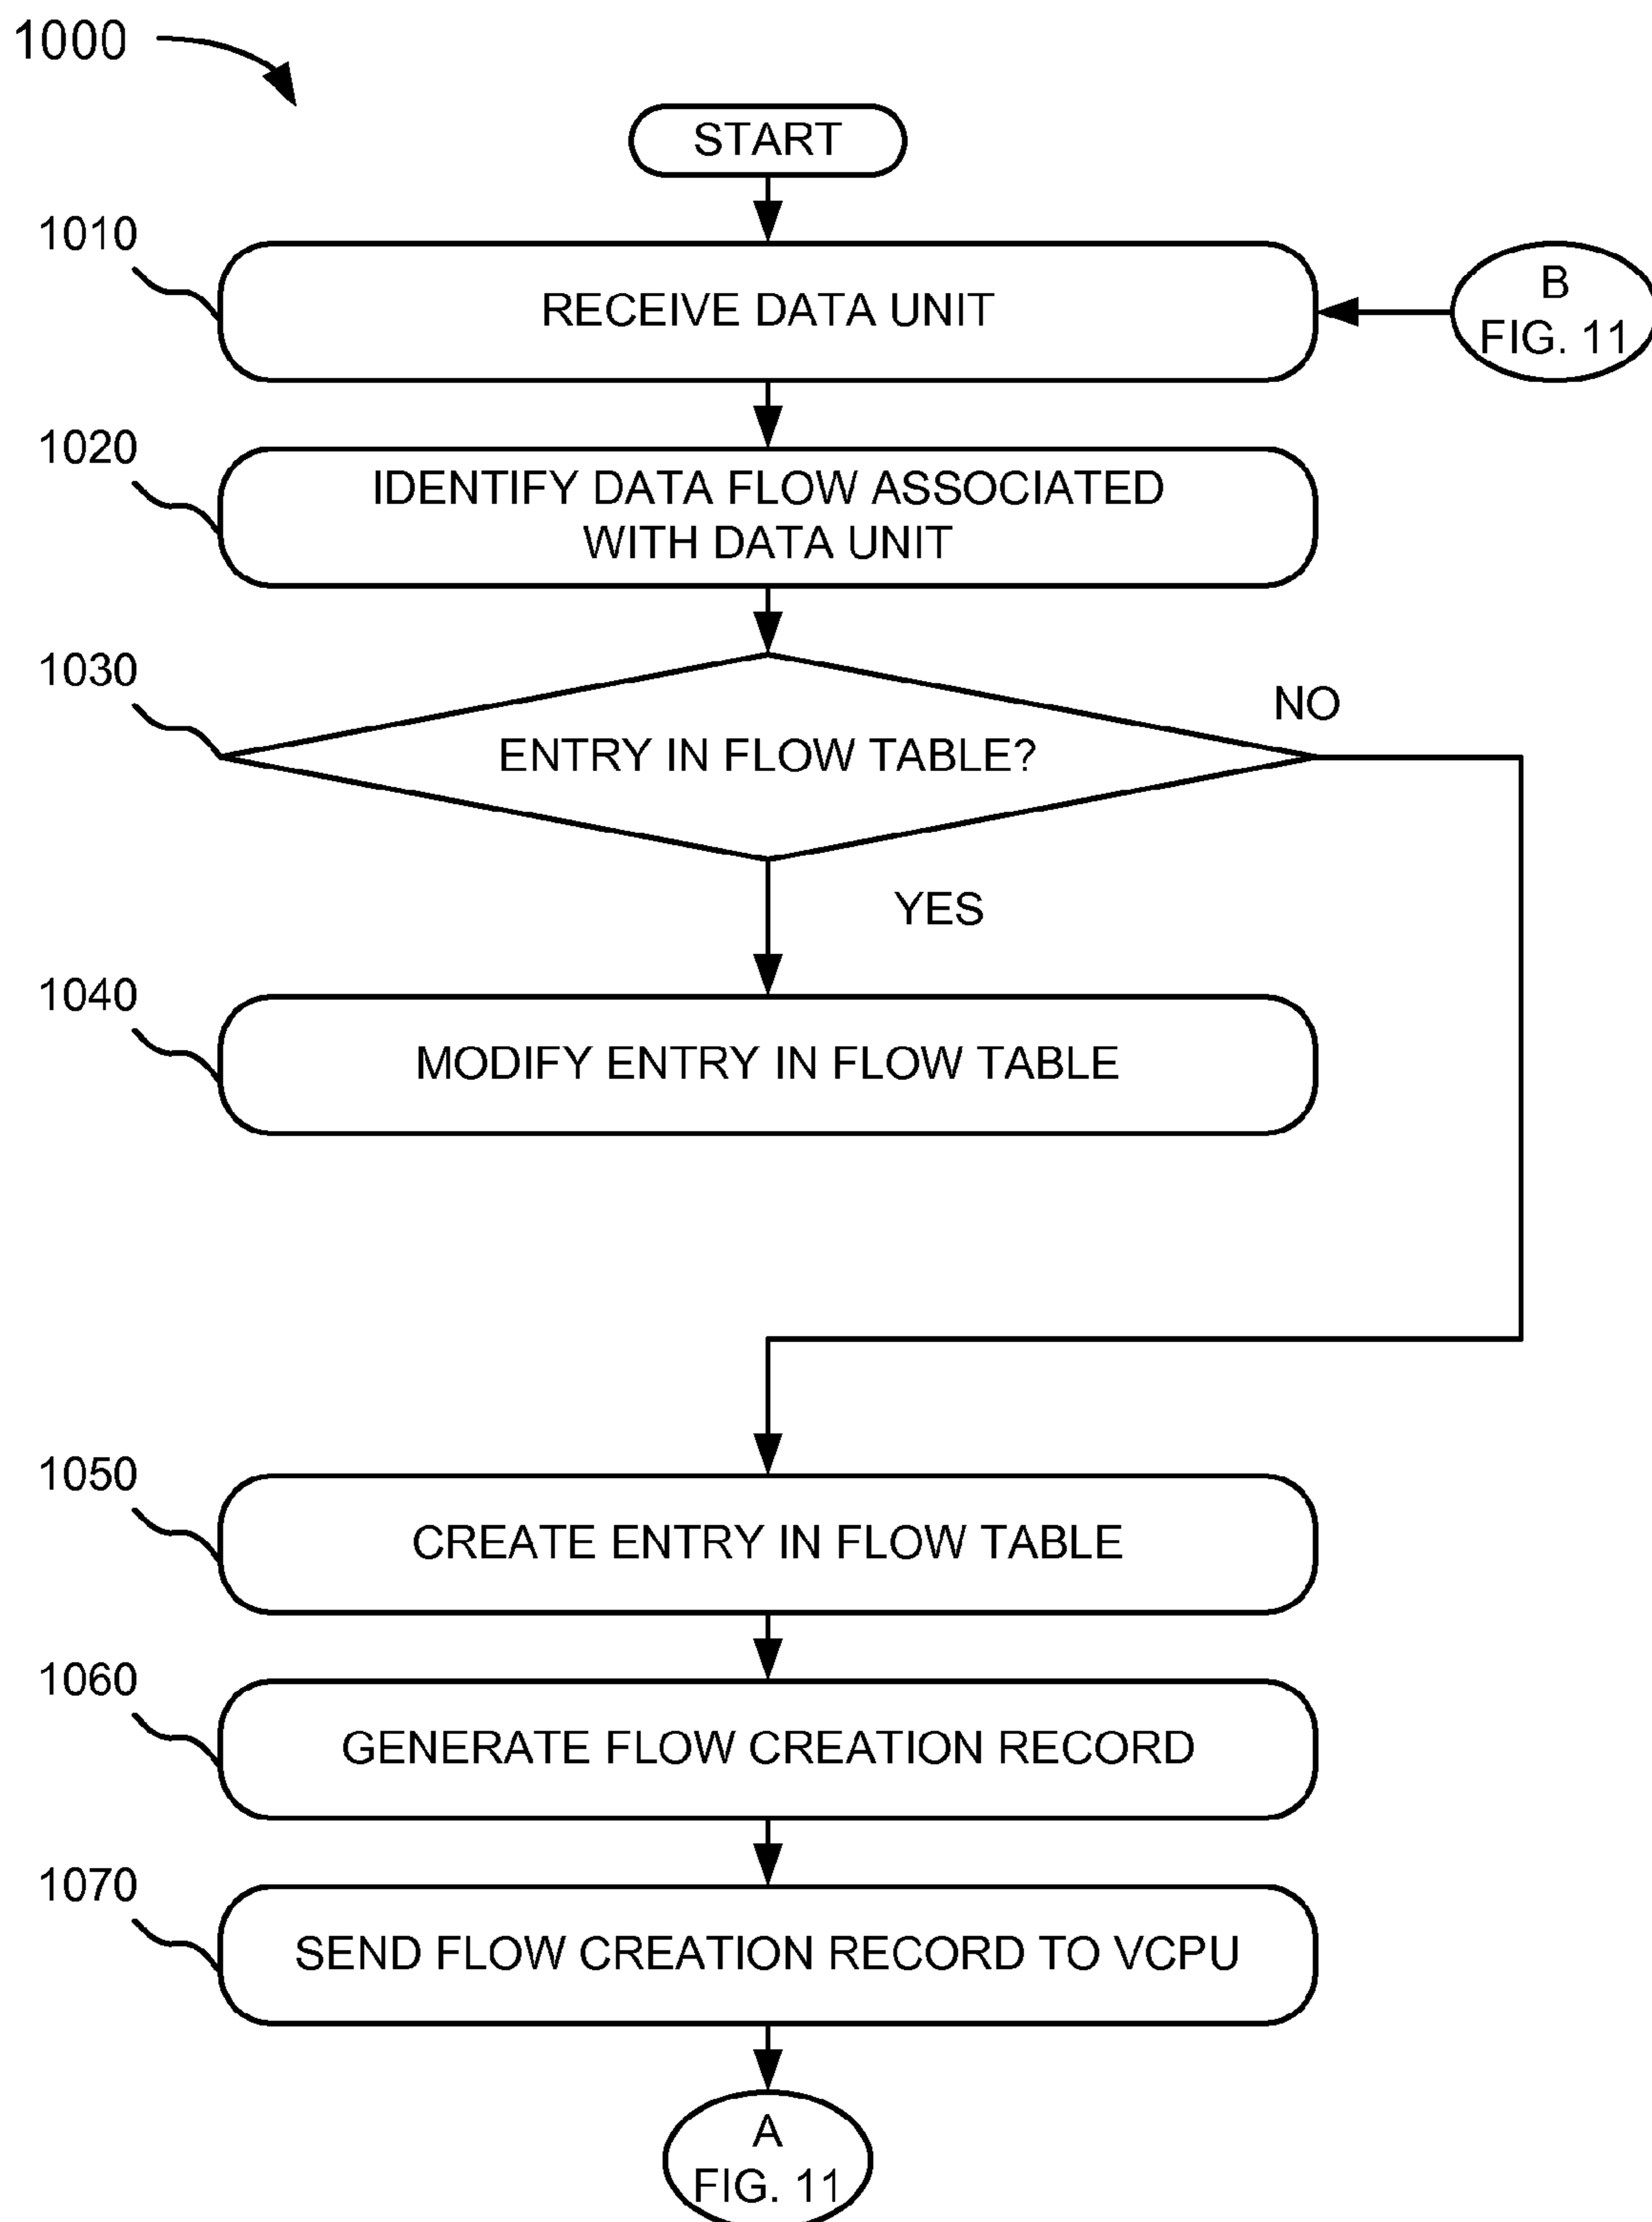 1000
START
1010
RECEIVE DATA UNIT
B
FIG. 11
1020
IDENTIFY DATA FLOW ASSOCIATED
WITH DATA UNIT
1030
ENTRY IN FLOW TABLE?
NO
YES
1040
MODIFY ENTRY IN FLOW TABLE
1050
CREATE ENTRY IN FLOW TABLE
1060
GENERATE FLOW CREATION RECORD
1070
SEND FLOW CREATION RECORD TO VCPU
A
FIG. 11